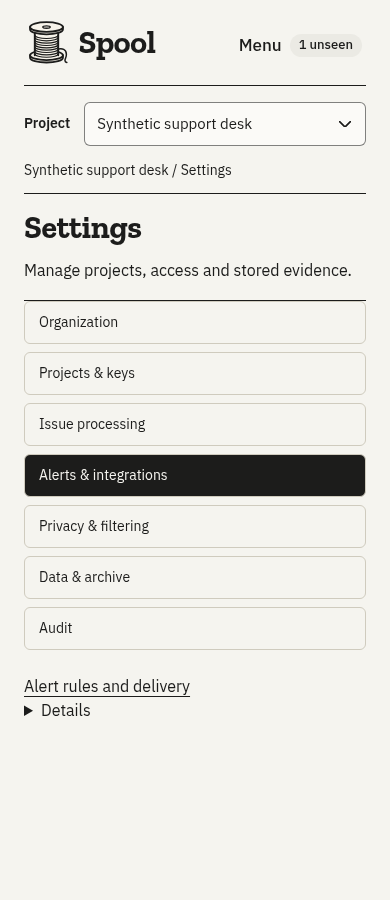 Spool
Menu 1 unseen
Project Synthetic support desk
Synthetic support desk / Settings
Settings
Manage projects, access and stored evidence.
Organization
Projects & keys
Issue processing
Alerts & integrations
Privacy & filtering
Data & archive
Audit
Alert rules and delivery
Details